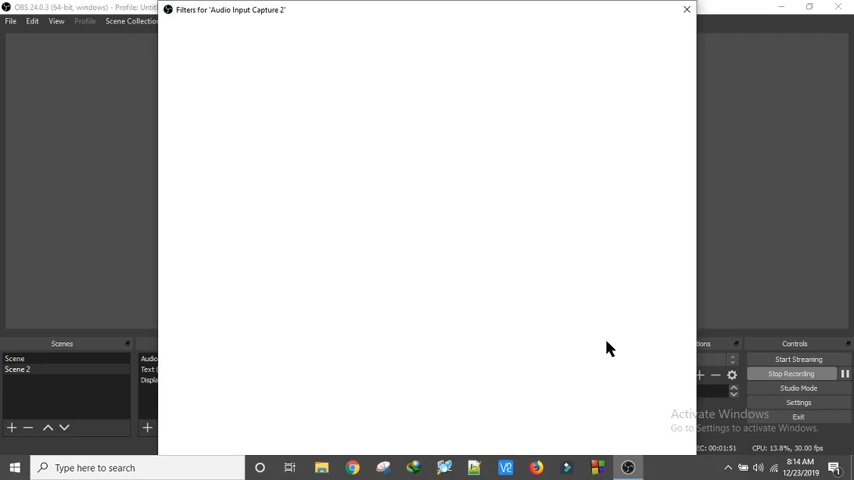 OBS 24.0.3 (64-bit, windows) - Profile: Untitl
Filters for 'Audio Input Capture 2'
File Edit View Profile Scene Collection
Scenes
Scene
Scene 2
Audio
Text (
Displa
tions
Controls
Start Streaming
Stop Recording
Studio Mode
Settings
Exit
Activate Windows
Go to Settings to activate Windows.
EC: 00:01:51
CPU: 13.8%, 30.00 fps
Type here to search
8:14 AM
12/23/2019